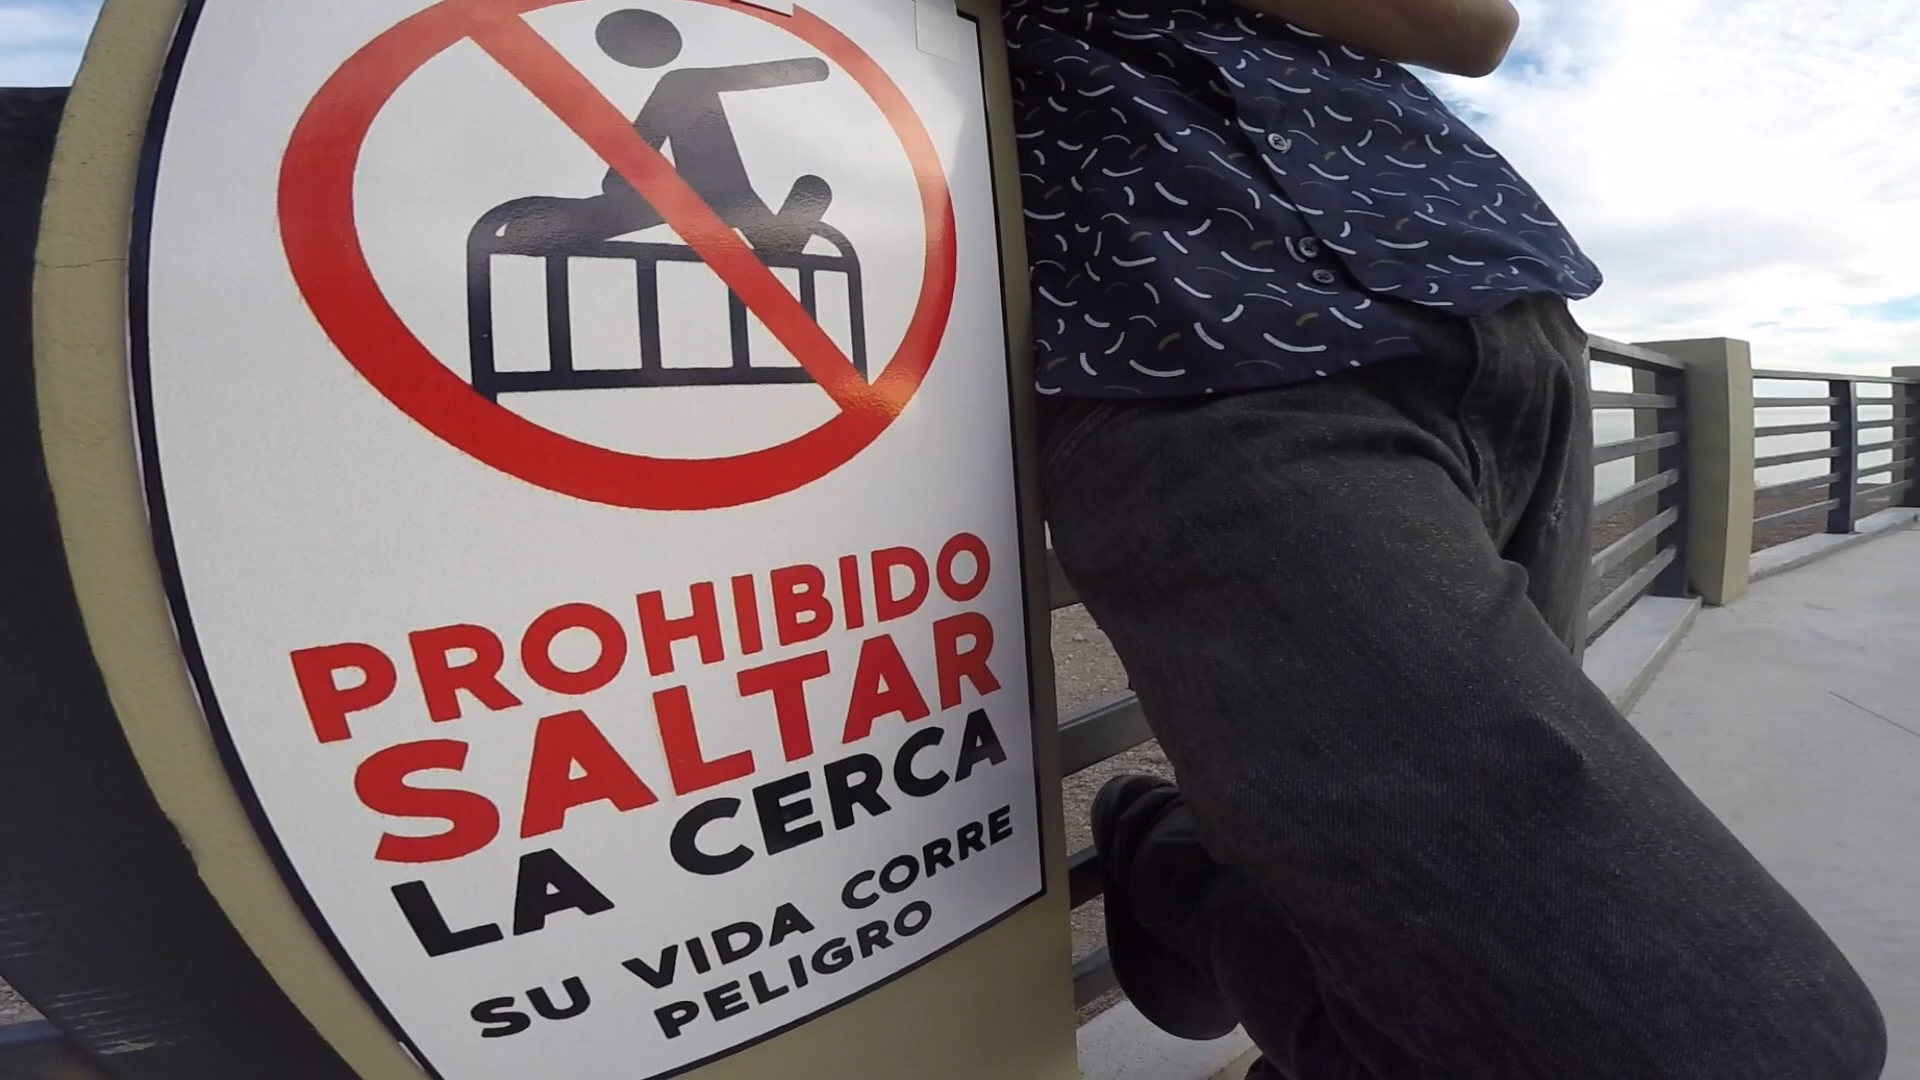 PROHIBIDO
SALTAR
LA CERCA
SU VIDA CORRE
PELIGRO